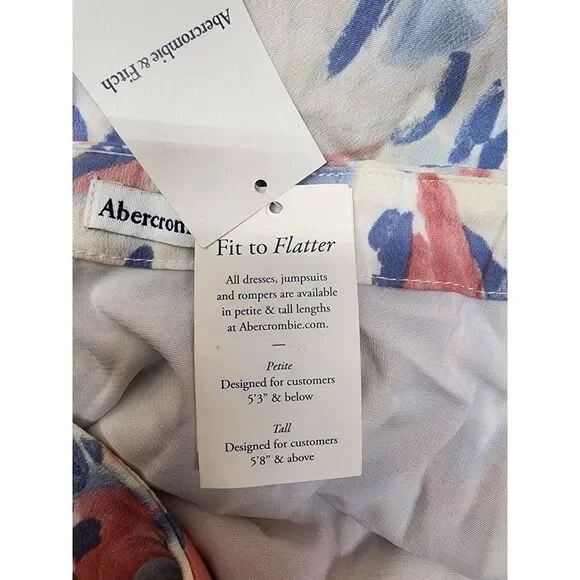 Abercrombie & Fitch
Abercrom
Fit to Flatter
All dresses, jumpsuits
and rompers are available
in petite & tall lengths
at Abercrombie.com.
—
Petite
Designed for customers
5’3” & below
Tall
Designed for customers
5’8” & above